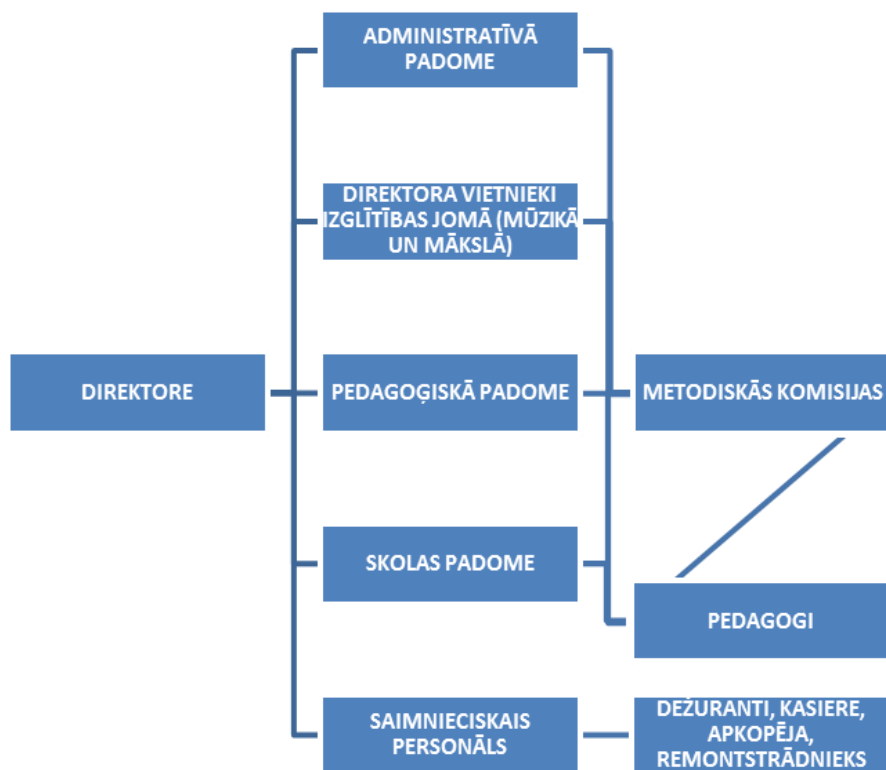 ADMINISTRATĪVĀ
PADOME
DIREKTORA VIETNIEKI
IZGLĪTĪBAS JOMĀ (MŪZIKĀ
UN MĀKSLĀ)
DIREKTORE
PEDAGOĢISKĀ PADOME
METODISKĀS KOMISIJAS
SKOLAS PADOME
PEDAGOGI
SAIMNIECISKAIS
PERSONĀLS
DEŽURANTI, KASIERE,
APKOPĒJA,
REMONTSTRĀDNIEKS